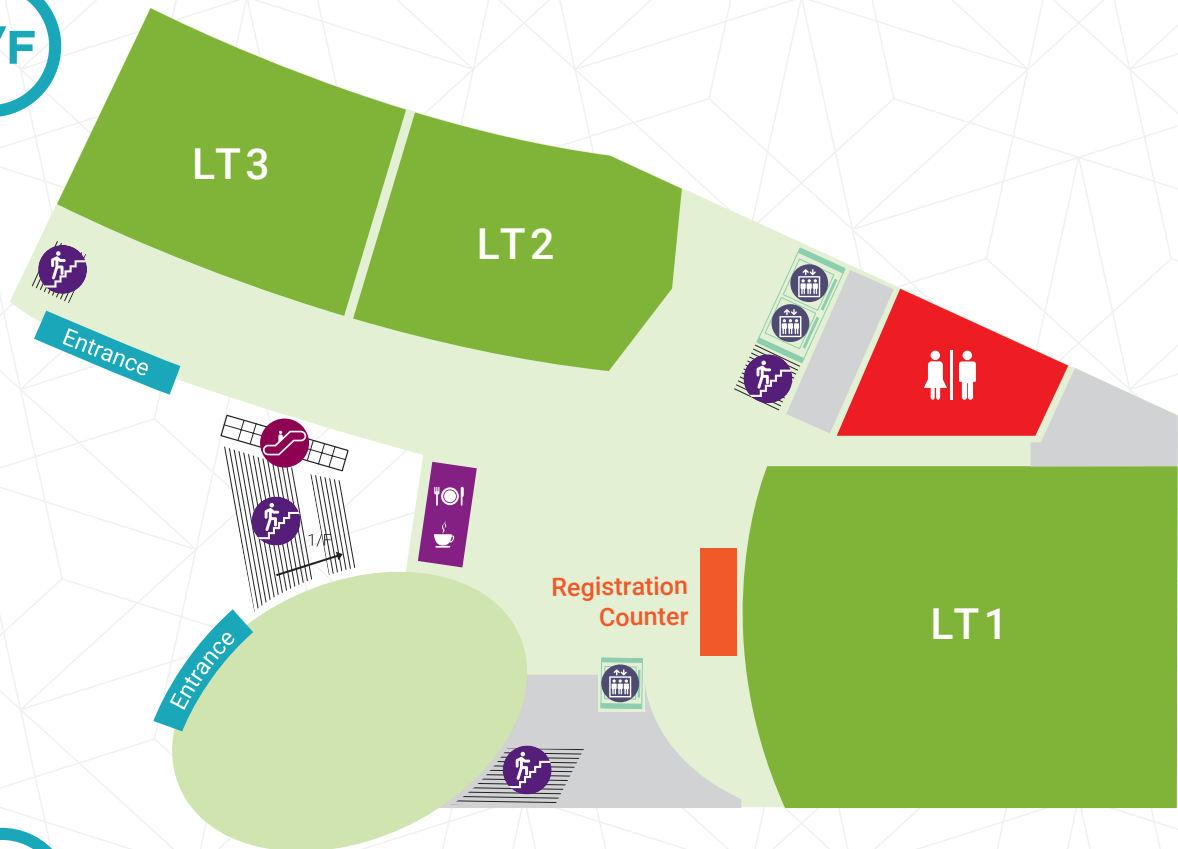 /F
LT3
LT2
Entrance
1/F
Registration
Counter
LT1
Entrance